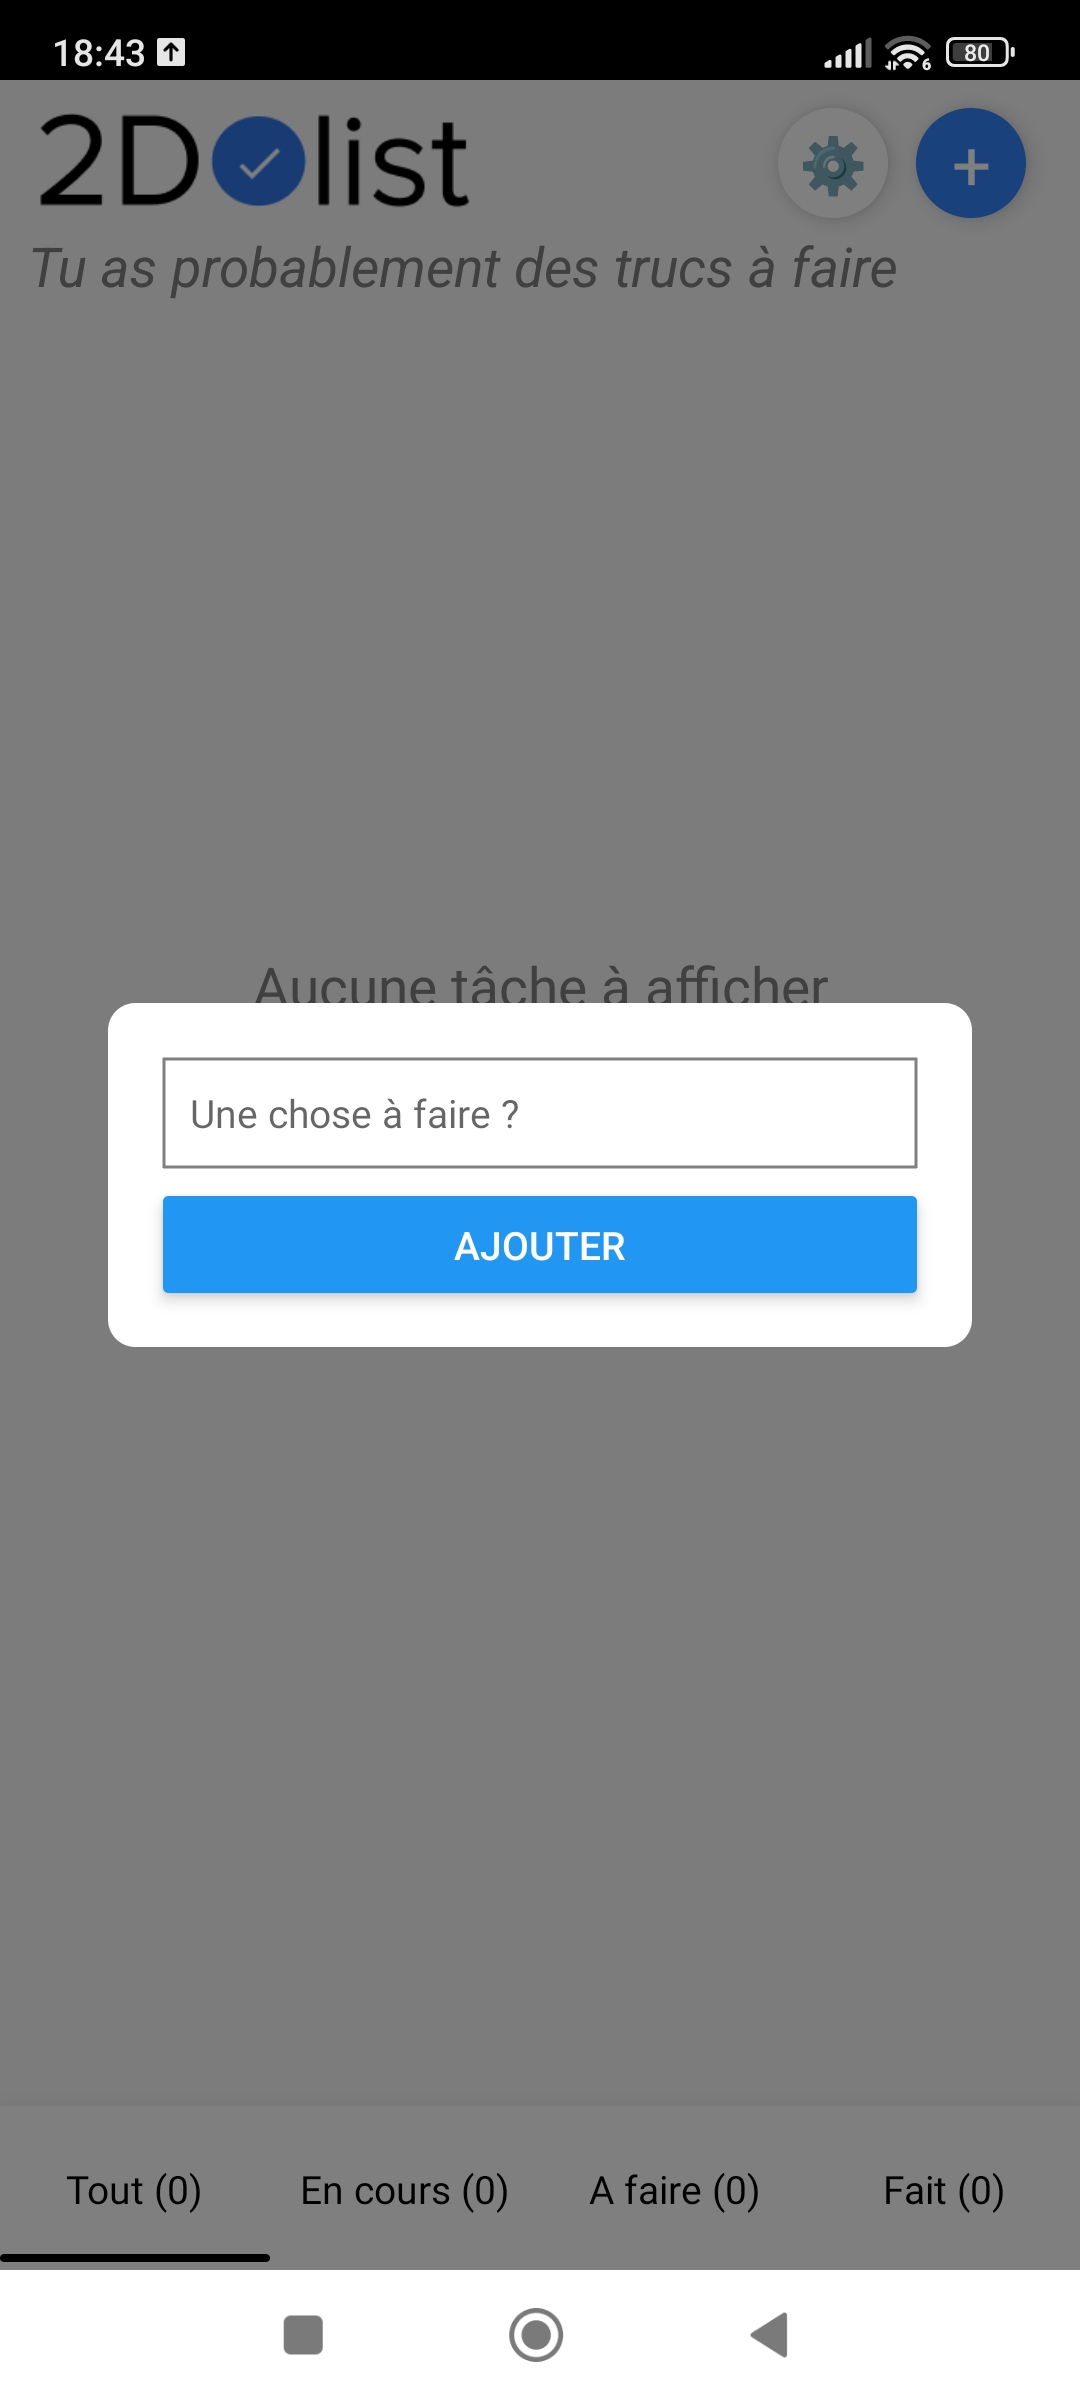 18:43
6
80
2D list
+
Tu as probablement des trucs à faire
Aucune tâche à afficher
Une chose à faire ?
AJOUTER
Tout (0)
En cours (0)
A faire (0)
Fait (0)